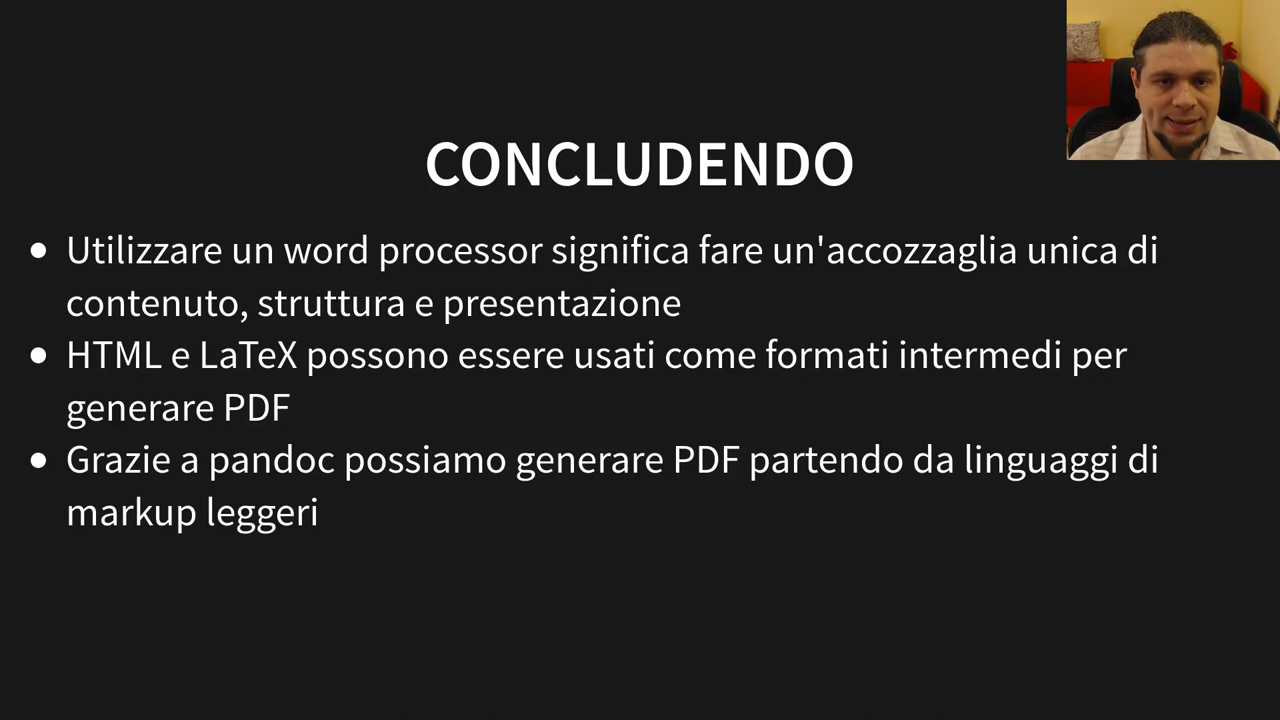 CONCLUDENDO
Utilizzare un word processor significa fare un'accozzaglia unica di
contenuto, struttura e presentazione
HTML e LaTeX possono essere usati come formati intermedi per
generare PDF
Grazie a pandoc possiamo generare PDF partendo da linguaggi di
markup leggeri